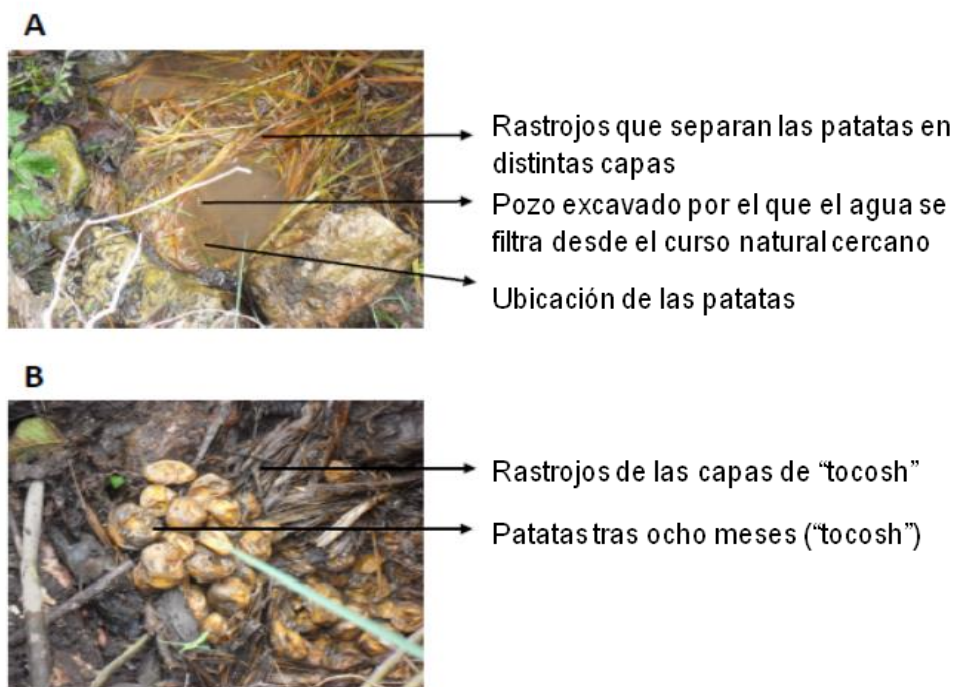 A
Rastrojos que separan las patatas en
distintas capas
Pozo excavado por el que el agua se
filtra desde el curso natural cercano
Ubicación de las patatas
B
Rastrojos de las capas de “tocosh”
Patatas tras ocho meses (“tocosh”)